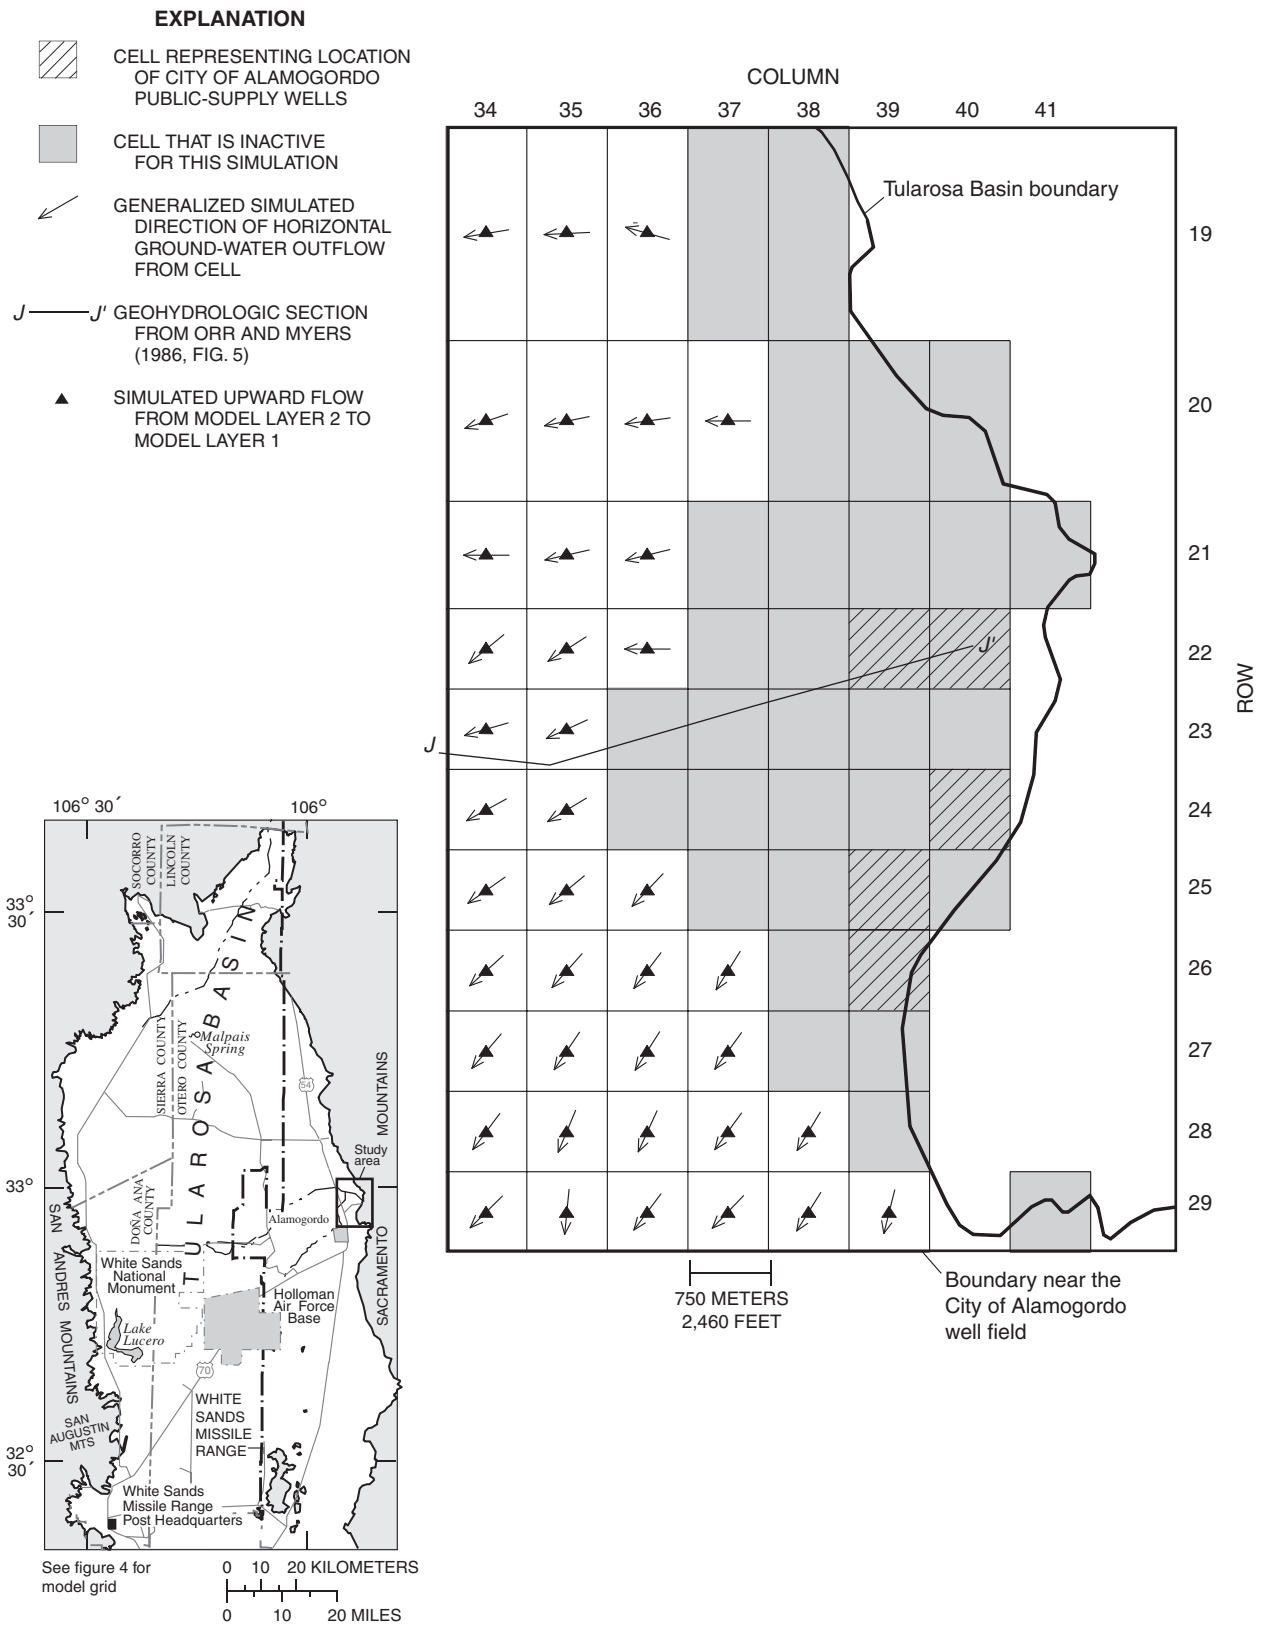 EXPLANATION
CELL REPRESENTING LOCATION
OF CITY OF ALAMOGORDO
PUBLIC-SUPPLY WELLS
CELL THAT IS INACTIVE
FOR THIS SIMULATION
GENERALIZED SIMULATED
DIRECTION OF HORIZONTAL
GROUND-WATER OUTFLOW
FROM CELL
J J' GEOHYDROLOGIC SECTION
FROM ORR AND MYERS
(1986, FIG. 5)
SIMULATED UPWARD FLOW
FROM MODEL LAYER 2 TO
MODEL LAYER 1
COLUMN
34 35 36 37 38 39 40 41
Tularosa Basin boundary
19
20
21
22
23
24
25
26
27
28
29
ROW
J
J'
750 METERS
2,460 FEET
Boundary near the
City of Alamogordo
well field
106° 30´ 106°
33°
30´
33°
32°
30´
SOCORRO
COUNTY
LINCOLN
COUNTY
TULAROSA BASIN
Malpais
Spring
SIERRA COUNTY
OTERO COUNTY
54
MOUNTAINS
Study
area
DOÑA ANA
COUNTY
Alamogordo
SAN ANDRES MOUNTAINS
SACRAMENTO
White Sands
National
Monument
Holloman
Air Force
Base
Lake
Lucero
70
WHITE
SANDS
MISSILE
RANGE
SAN
AUGUSTIN
MTS
White Sands
Missile Range
Post Headquarters
See figure 4 for
model grid
0 10 20 KILOMETERS
0 10 20 MILES